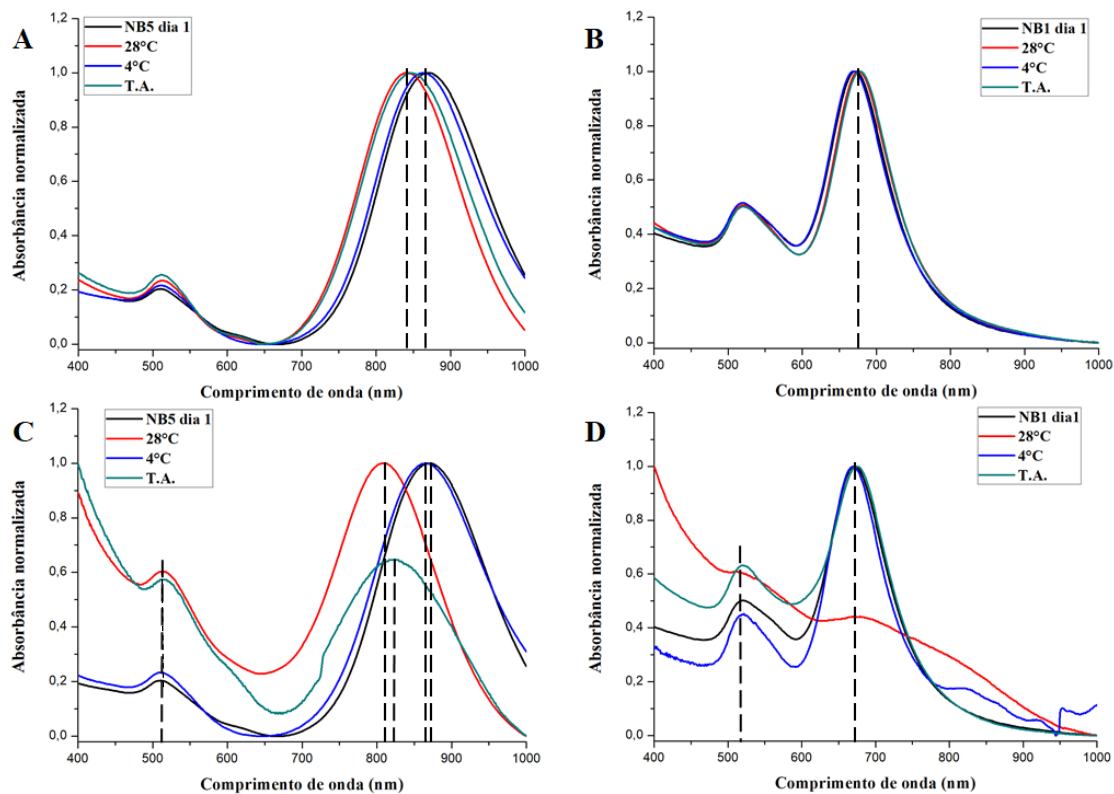 A
NB5 dia 1
28°C
4°C
T.A.
1,2
1,0
0,8
0,6
0,4
0,2
0,0
Absorbância normalizada
400 500 600 700 800 900 1000
Comprimento de onda (nm)
B
NB1 dia 1
28°C
4°C
T.A.
1,2
1,0
0,8
0,6
0,4
0,2
0,0
Absorbância normalizada
400 500 600 700 800 900 1000
Comprimento de onda (nm)
C
NB5 dia 1
28°C
4°C
T.A.
1,2
1,0
0,8
0,6
0,4
0,2
0,0
Absorbância normalizada
400 500 600 700 800 900 1000
Comprimento de onda (nm)
D
NB1 dia1
28°C
4°C
T.A.
1,2
1,0
0,8
0,6
0,4
0,2
0,0
Absorbância normalizada
400 500 600 700 800 900 1000
Comprimento de onda (nm)